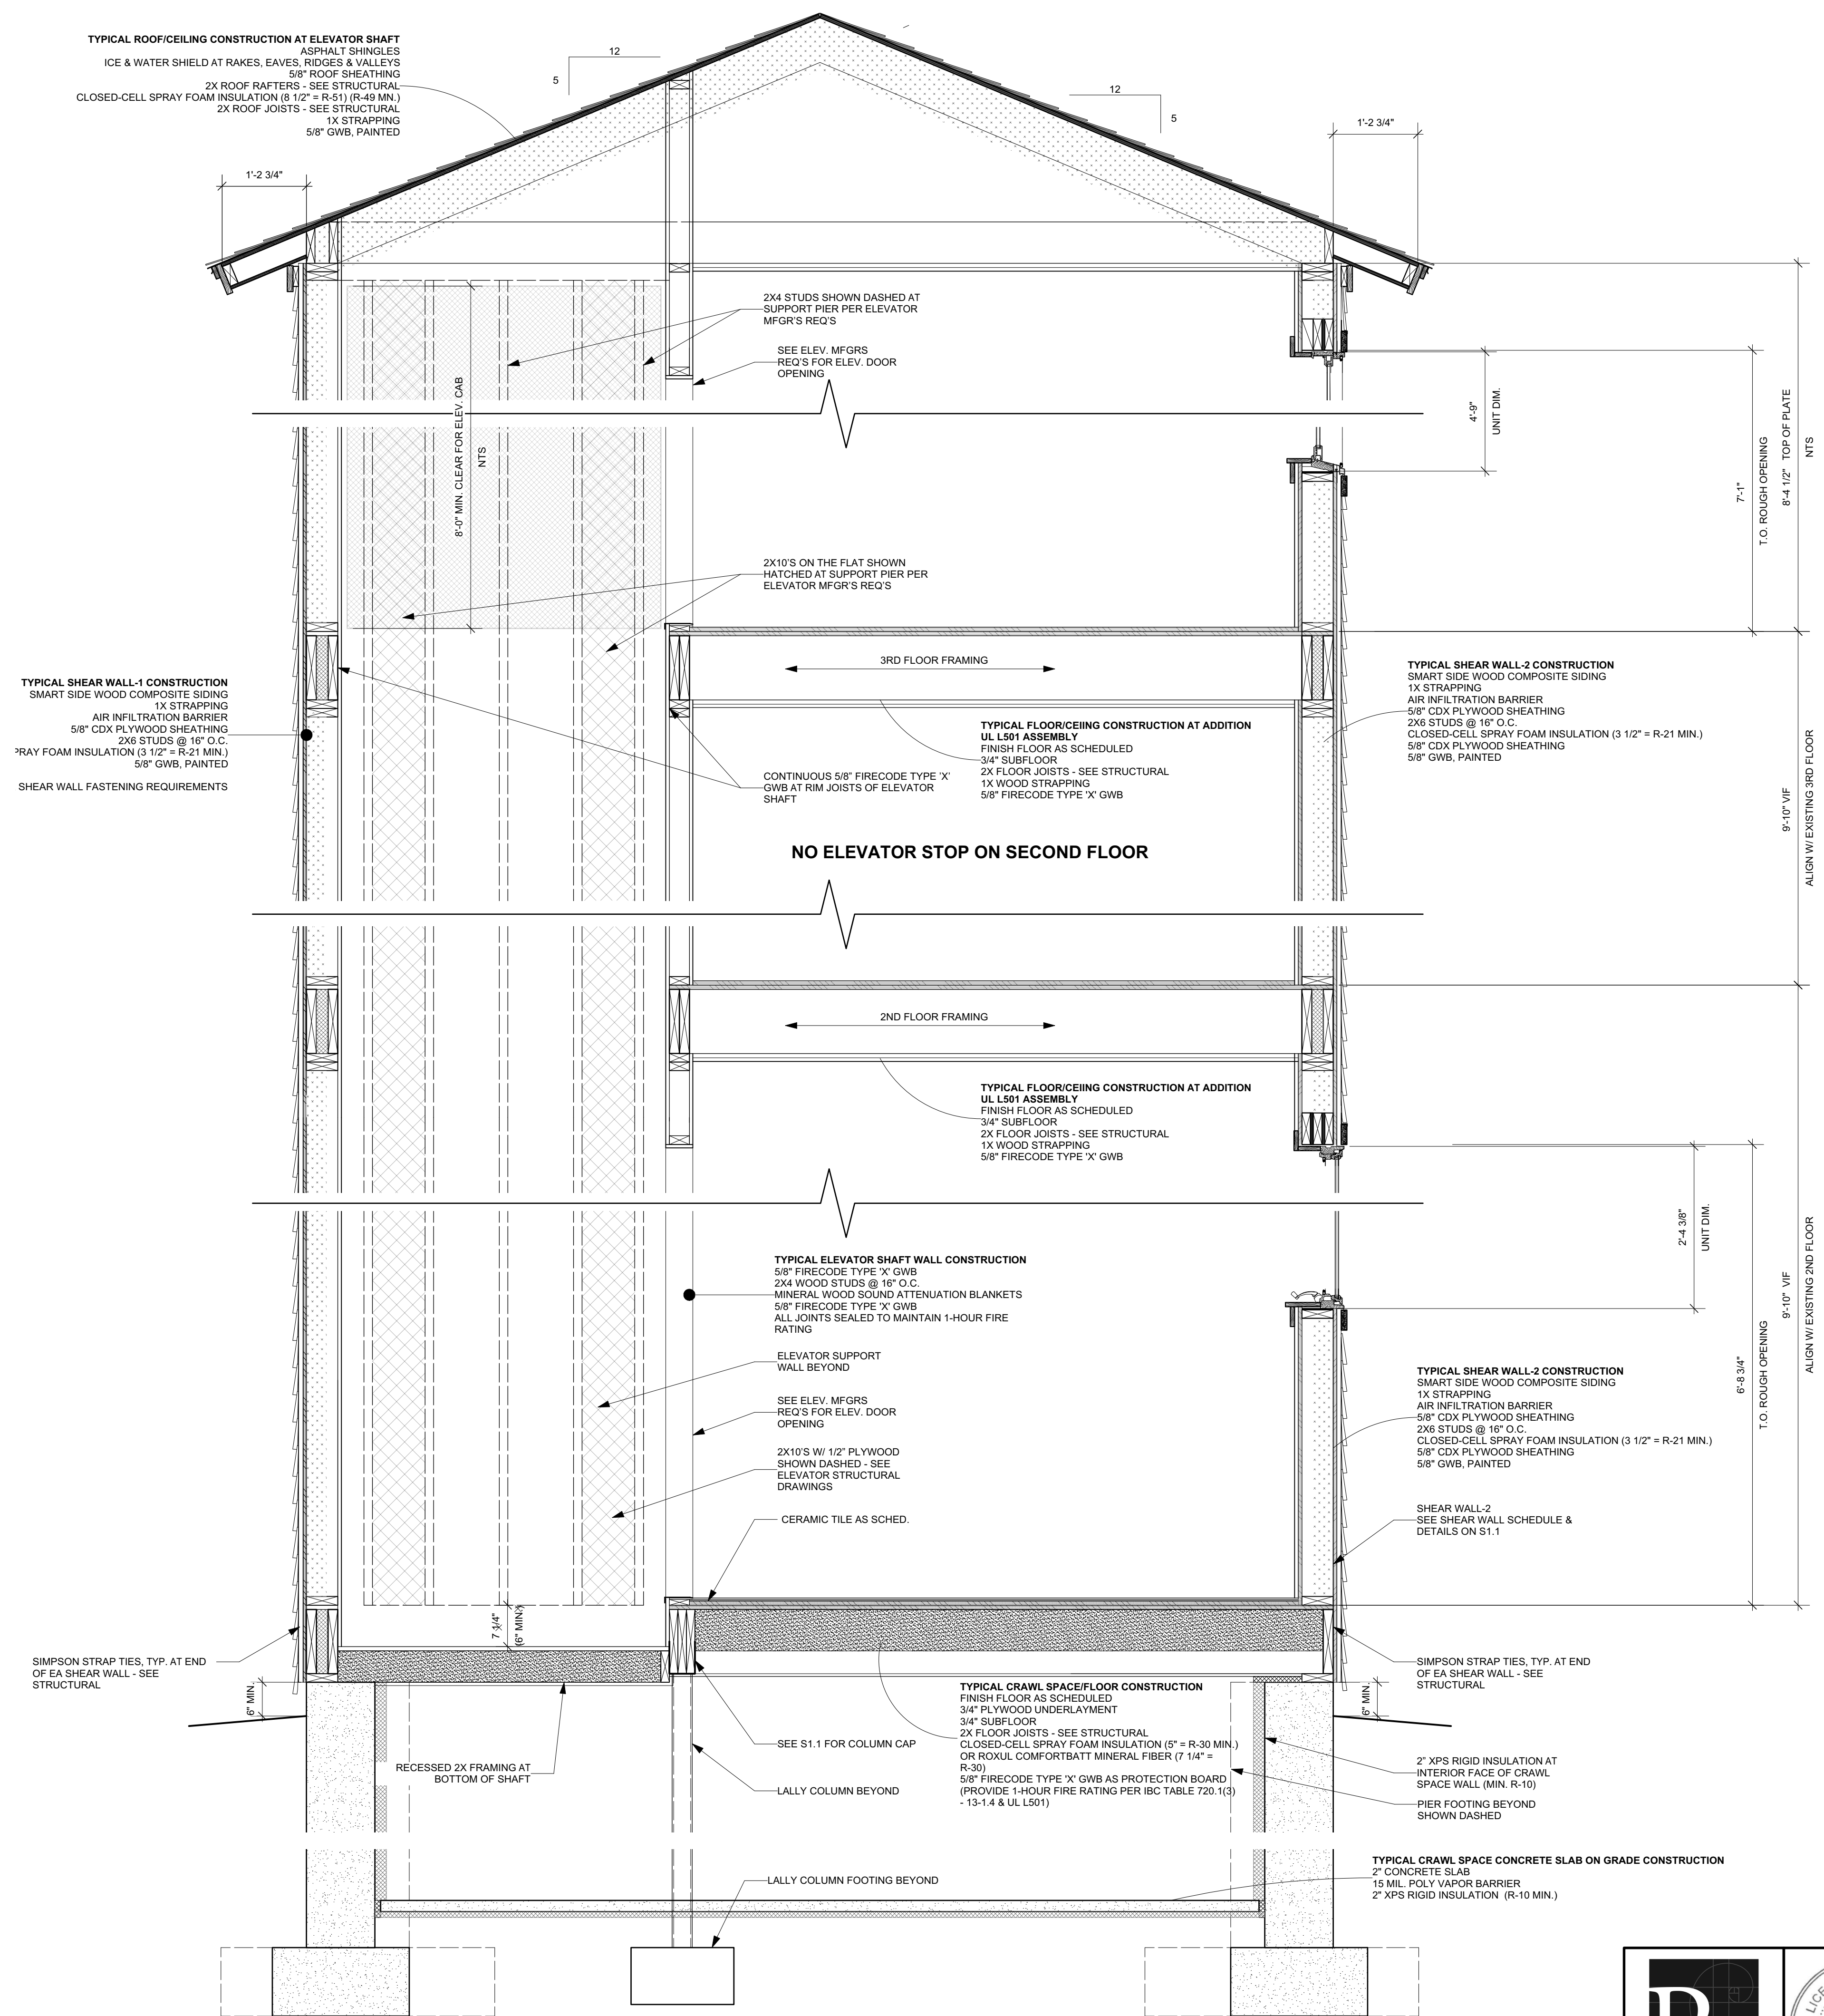 TYPICAL ROOF/CEILING CONSTRUCTION AT ELEVATOR SHAFT
ASPHALT SHINGLES
ICE & WATER SHIELD AT RAKES, EAVES, RIDGES & VALLEYS
5/8" ROOF SHEATHING
2X ROOF RAFTERS - SEE STRUCTURAL
CLOSED-CELL SPRAY FOAM INSULATION (8 1/2" = R-51) (R-49 MN.)
2X ROOF JOISTS - SEE STRUCTURAL
1X STRAPPING
5/8" GWB, PAINTED
12
5
12
5
1'-2 3/4"
1'-2 3/4"
2X4 STUDS SHOWN DASHED AT
SUPPORT PIER PER ELEVATOR
MFGR'S REQ'S
SEE ELEV. MFGRS
REQ'S FOR ELEV. DOOR
OPENING
8'-0" MIN. CLEAR FOR ELEV. CAB
NTS
4'-9"
UNIT DIM.
7'-1"
T.O. ROUGH OPENING
8'-4 1/2" TOP OF PLATE
NTS
2X10'S ON THE FLAT SHOWN
HATCHED AT SUPPORT PIER PER
ELEVATOR MFGR'S REQ'S
3RD FLOOR FRAMING
TYPICAL SHEAR WALL-1 CONSTRUCTION
SMART SIDE WOOD COMPOSITE SIDING
1X STRAPPING
AIR INFILTRATION BARRIER
5/8" CDX PLYWOOD SHEATHING
2X6 STUDS @ 16" O.C.
PRAY FOAM INSULATION (3 1/2" = R-21 MIN.)
5/8" GWB, PAINTED
SHEAR WALL FASTENING REQUIREMENTS
TYPICAL SHEAR WALL-2 CONSTRUCTION
SMART SIDE WOOD COMPOSITE SIDING
1X STRAPPING
AIR INFILTRATION BARRIER
5/8" CDX PLYWOOD SHEATHING
2X6 STUDS @ 16" O.C.
CLOSED-CELL SPRAY FOAM INSULATION (3 1/2" = R-21 MIN.)
5/8" CDX PLYWOOD SHEATHING
5/8" GWB, PAINTED
TYPICAL FLOOR/CEIING CONSTRUCTION AT ADDITION
UL L501 ASSEMBLY
FINISH FLOOR AS SCHEDULED
3/4" SUBFLOOR
2X FLOOR JOISTS - SEE STRUCTURAL
1X WOOD STRAPPING
5/8" FIRECODE TYPE 'X' GWB
CONTINUOUS 5/8" FIRECODE TYPE 'X'
GWB AT RIM JOISTS OF ELEVATOR
SHAFT
9'-10" VIF
ALIGN W/ EXISTING 3RD FLOOR
NO ELEVATOR STOP ON SECOND FLOOR
2ND FLOOR FRAMING
TYPICAL FLOOR/CEIING CONSTRUCTION AT ADDITION
UL L501 ASSEMBLY
FINISH FLOOR AS SCHEDULED
3/4" SUBFLOOR
2X FLOOR JOISTS - SEE STRUCTURAL
1X WOOD STRAPPING
5/8" FIRECODE TYPE 'X' GWB
2'-4 3/8"
UNIT DIM.
6'-8 3/4"
T.O. ROUGH OPENING
9'-10" VIF
ALIGN W/ EXISTING 2ND FLOOR
TYPICAL ELEVATOR SHAFT WALL CONSTRUCTION
5/8" FIRECODE TYPE 'X' GWB
2X4 WOOD STUDS @ 16" O.C.
MINERAL WOOD SOUND ATTENUATION BLANKETS
5/8" FIRECODE TYPE 'X' GWB
ALL JOINTS SEALED TO MAINTAIN 1-HOUR FIRE
RATING
ELEVATOR SUPPORT
WALL BEYOND
SEE ELEV. MFGRS
REQ'S FOR ELEV. DOOR
OPENING
2X10'S W/ 1/2" PLYWOOD
SHOWN DASHED - SEE
ELEVATOR STRUCTURAL
DRAWINGS
CERAMIC TILE AS SCHED.
TYPICAL SHEAR WALL-2 CONSTRUCTION
SMART SIDE WOOD COMPOSITE SIDING
1X STRAPPING
AIR INFILTRATION BARRIER
5/8" CDX PLYWOOD SHEATHING
2X6 STUDS @ 16" O.C.
CLOSED-CELL SPRAY FOAM INSULATION (3 1/2" = R-21 MIN.)
5/8" CDX PLYWOOD SHEATHING
5/8" GWB, PAINTED
SHEAR WALL-2
SEE SHEAR WALL SCHEDULE &
DETAILS ON S1.1
7 1/4"
(6" MIN.)
SIMPSON STRAP TIES, TYP. AT END
OF EA SHEAR WALL - SEE
STRUCTURAL
6" MIN.
SIMPSON STRAP TIES, TYP. AT END
OF EA SHEAR WALL - SEE
STRUCTURAL
6" MIN.
TYPICAL CRAWL SPACE/FLOOR CONSTRUCTION
FINISH FLOOR AS SCHEDULED
3/4" PLYWOOD UNDERLAYMENT
3/4" SUBFLOOR
2X FLOOR JOISTS - SEE STRUCTURAL
CLOSED-CELL SPRAY FOAM INSULATION (5" = R-30 MIN.)
OR ROXUL COMFORTBATT MINERAL FIBER (7 1/4" =
R-30)
5/8" FIRECODE TYPE 'X' GWB AS PROTECTION BOARD
(PROVIDE 1-HOUR FIRE RATING PER IBC TABLE 720.1(3)
- 13-1.4 & UL L501)
SEE S1.1 FOR COLUMN CAP
RECESSED 2X FRAMING AT
BOTTOM OF SHAFT
LALLY COLUMN BEYOND
2" XPS RIGID INSULATION AT
INTERIOR FACE OF CRAWL
SPACE WALL (MIN. R-10)
PIER FOOTING BEYOND
SHOWN DASHED
LALLY COLUMN FOOTING BEYOND
TYPICAL CRAWL SPACE CONCRETE SLAB ON GRADE CONSTRUCTION
2" CONCRETE SLAB
15 MIL. POLY VAPOR BARRIER
2" XPS RIGID INSULATION (R-10 MIN.)
LICE